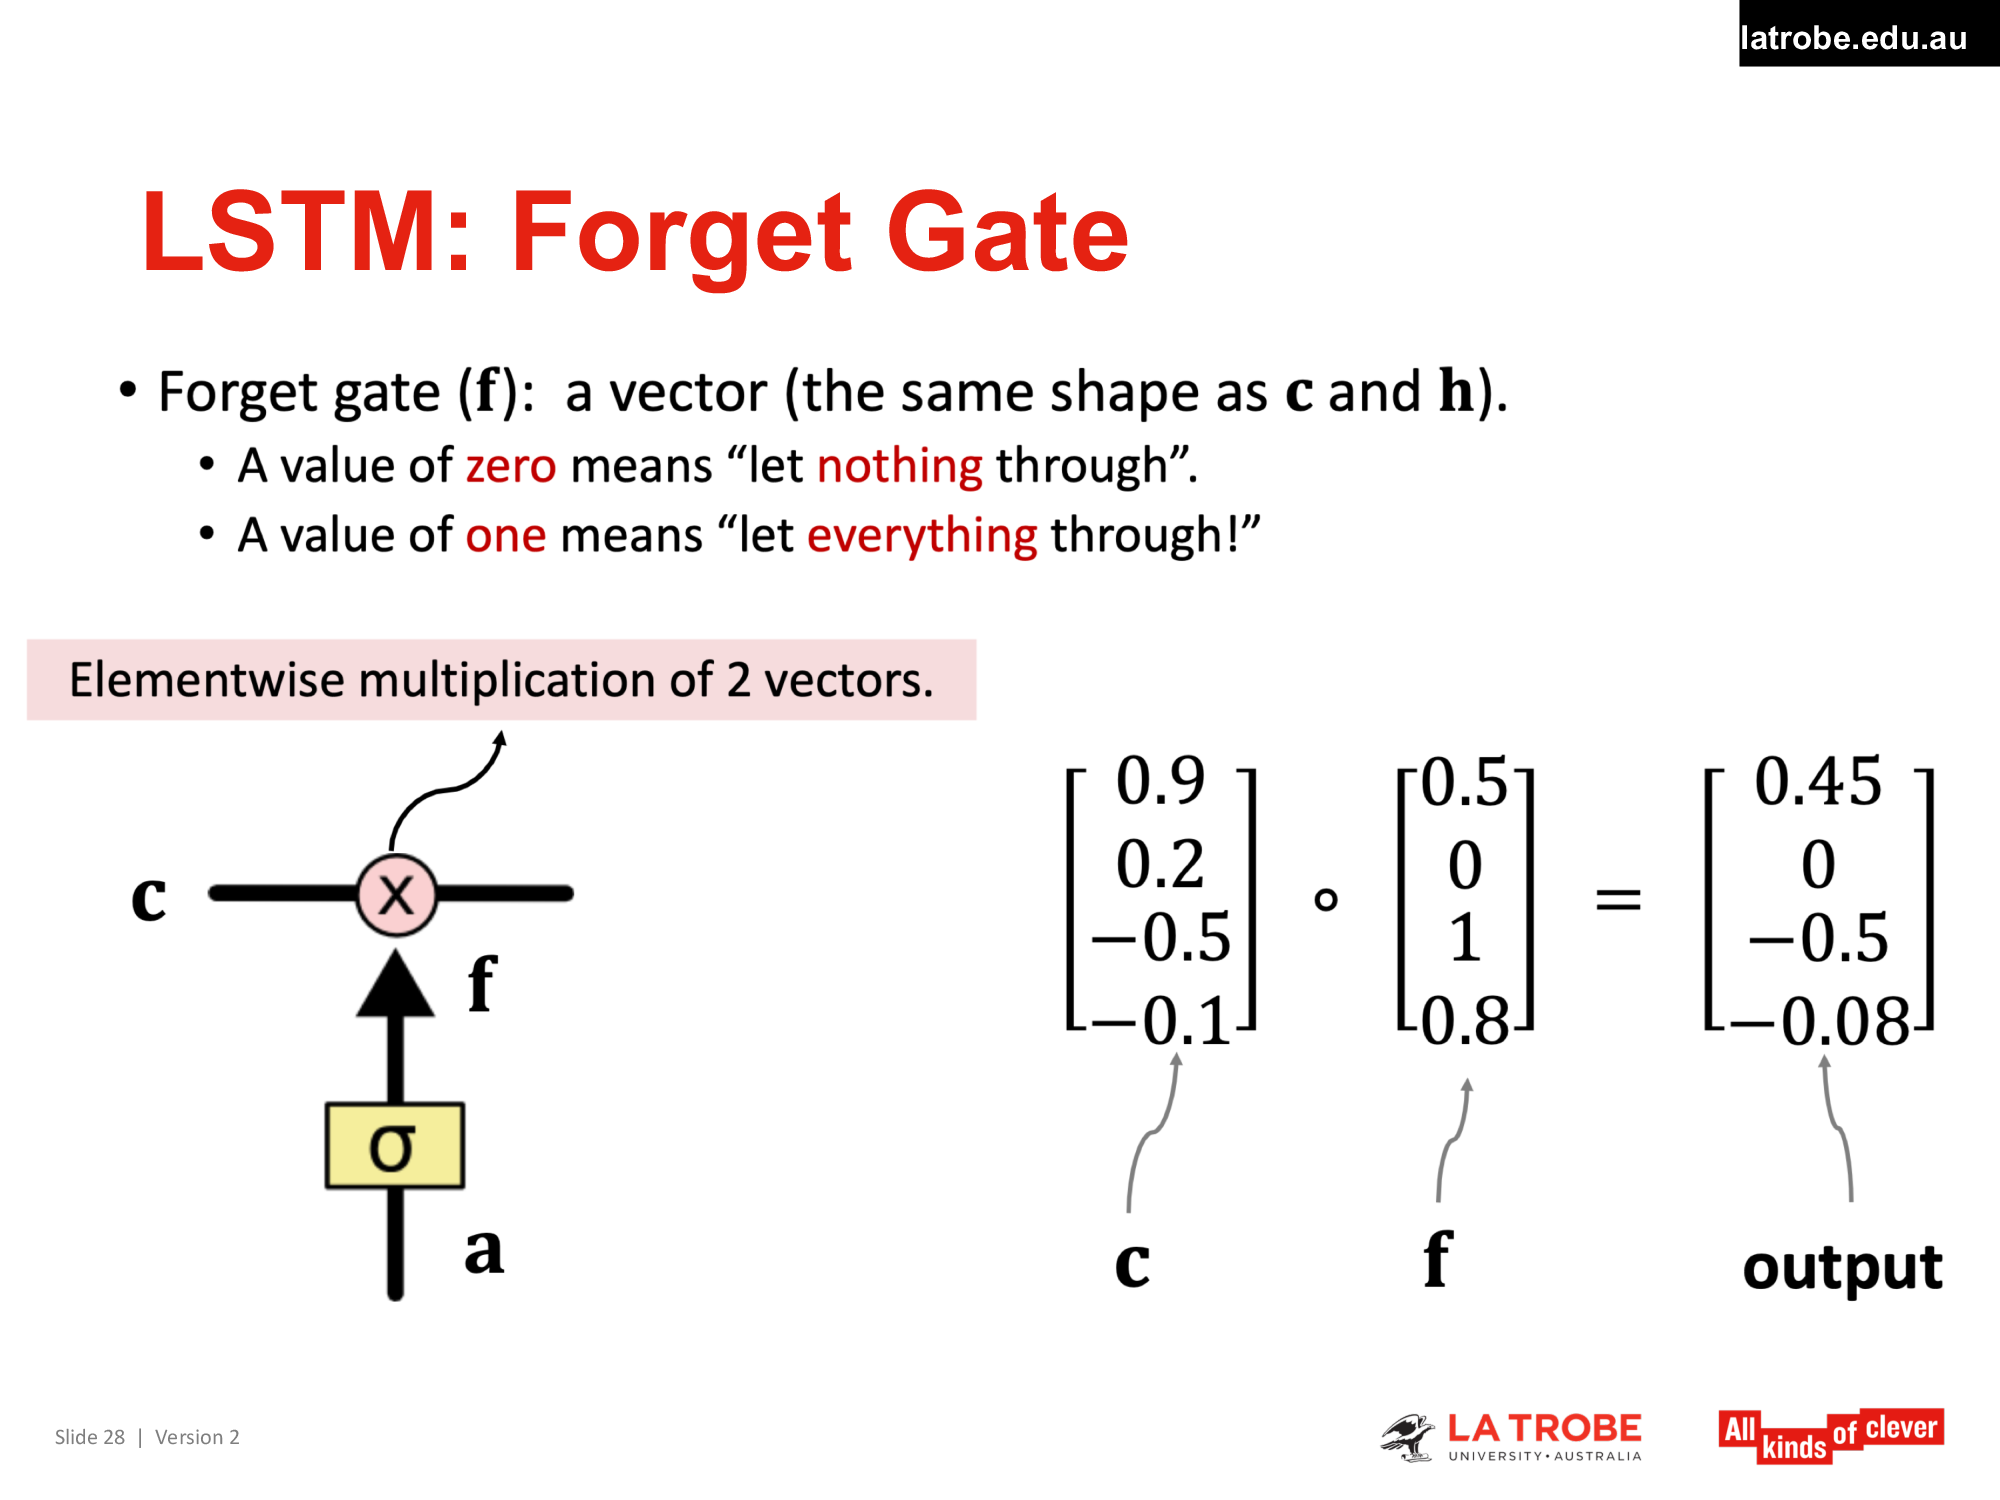 latrobe.edu.au
LSTM: Forget Gate
• Forget gate (f): a vector (the same shape as c and h).
• A value of zero means “let nothing through”.
• A value of one means “let everything through!”
Elementwise multiplication of 2 vectors.
c
x
f
σ
a
0.9
0.2
−0.5
−0.1
∘
0.5
0
1
0.8
=
0.45
0
−0.5
−0.08
c
f
output
Slide 28 | Version 2
LA TROBE
UNIVERSITY • AUSTRALIA
All kinds of clever